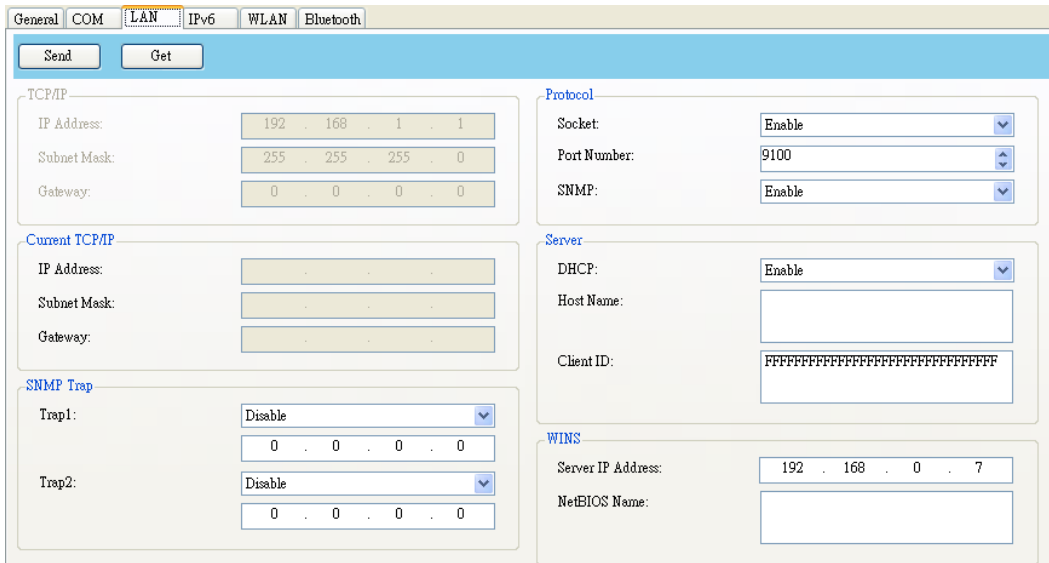 General COM LAN IPv6 WLAN Bluetooth
Send Get
TCP/IP
IP Address: 192 . 168 . 1 . 1
Subnet Mask: 255 . 255 . 255 . 0
Gateway: 0 . 0 . 0 . 0
Current TCP/IP
IP Address: . . .
Subnet Mask: . . .
Gateway: . . .
SNMP Trap
Trap1: Disable
0 . 0 . 0 . 0
Trap2: Disable
0 . 0 . 0 . 0
Protocol
Socket: Enable
Port Number: 9100
SNMP: Enable
Server
DHCP: Enable
Host Name:
Client ID: FFFFFFFFFFFFFFFFFFFFFFFFFFFFFFFF
WINS
Server IP Address: 192 . 168 . 0 . 7
NetBIOS Name: